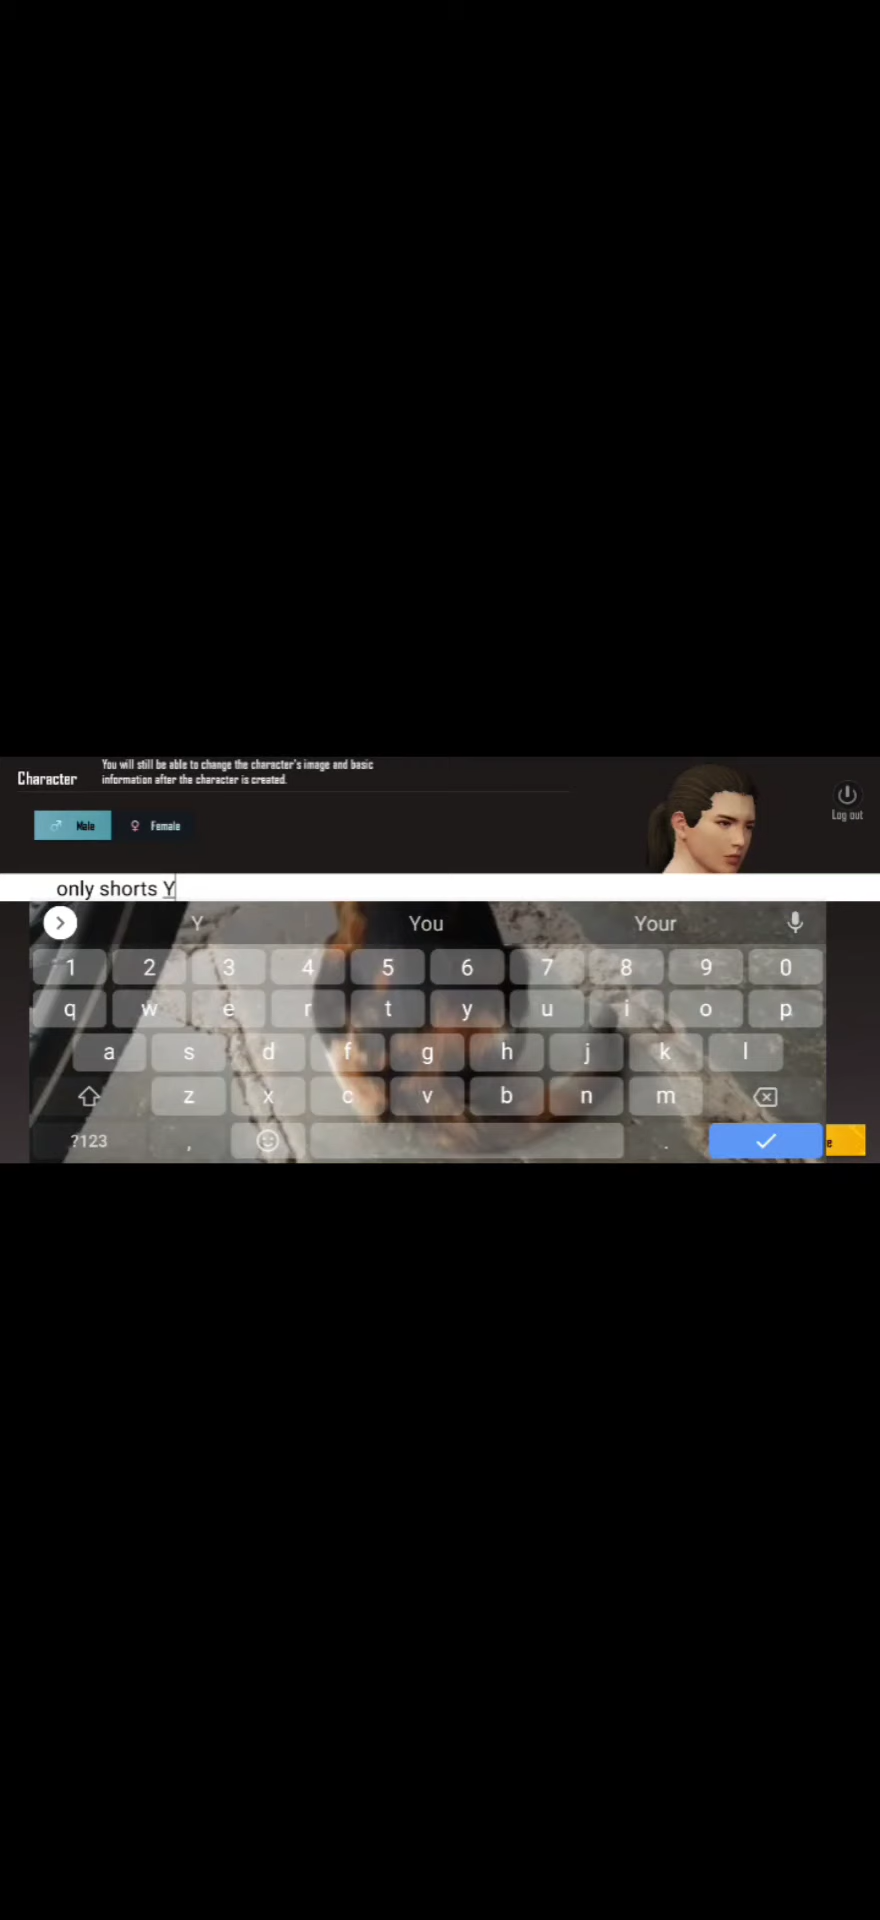 You will still be able to change the character's image and basic
Character
information after the character is created.
Male
Female
Log out
only shorts Y
Y You Your
1 2 3 4 5 6 7 8 9 0
q w e r t y u i o p
a s d f g h j k l
z x c v b n m
?123 , .
e